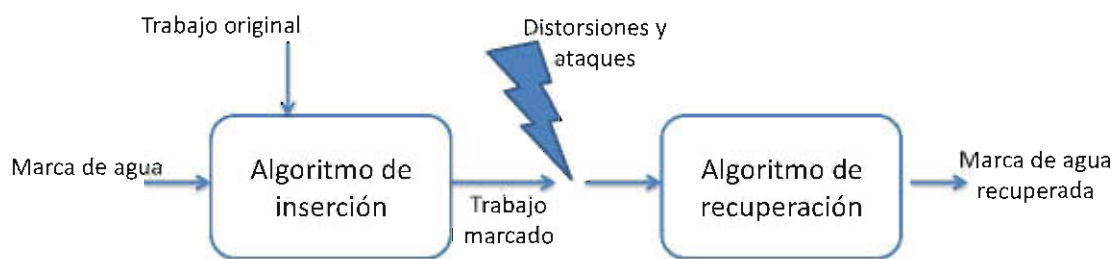 Trabajo original
Distorsiones y
ataques
Marca de agua
Algoritmo de
inserción
Trabajo
marcado
Algoritmo de
recuperación
Marca de agua
recuperada